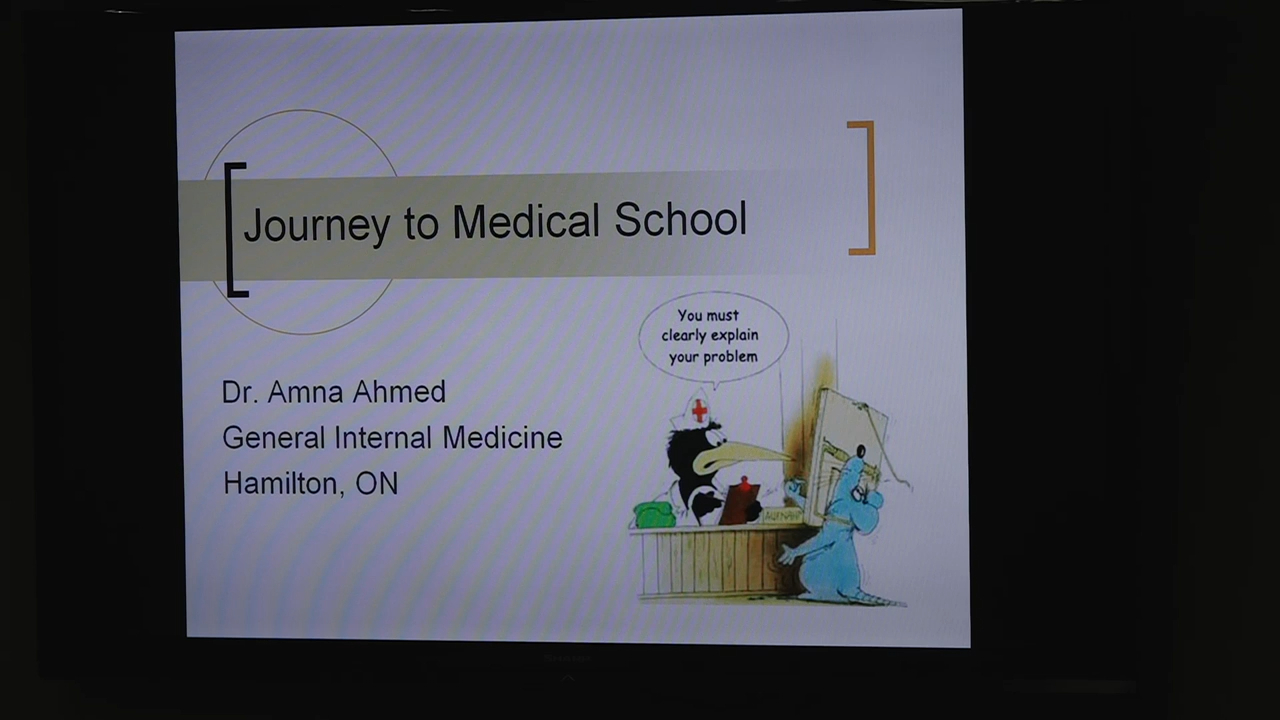 Journey to Medical School
You must
clearly explain
your problem
Dr. Amna Ahmed
General Internal Medicine
Hamilton, ON